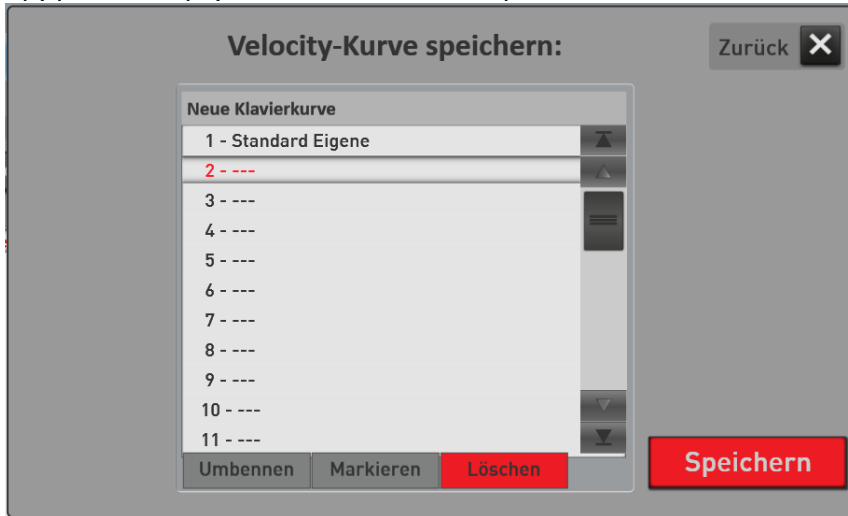 Velocity-Kurve speichern:
Zurück
Neue Klavierkurve
1 - Standard Eigene
2 - ---
3 - ---
4 - ---
5 - ---
6 - ---
7 - ---
8 - ---
9 - ---
10 - ---
11 - ---
Umbennen Markieren Löschen
Speichern